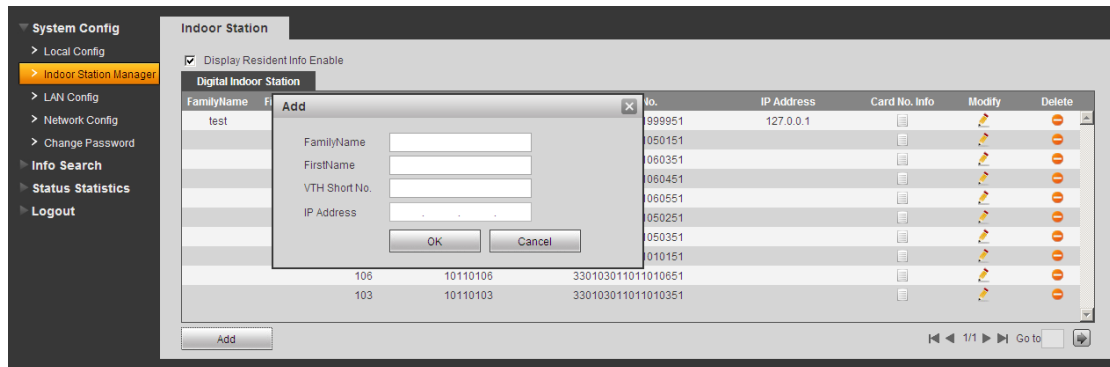 System Config
Local Config
Indoor Station Manager
LAN Config
Network Config
Change Password
Info Search
Status Statistics
Logout
Indoor Station
Display Resident Info Enable
Digital Indoor Station
FamilyName No. IP Address Card No. Info Modify Delete
test 1999951 127.0.0.1
1050151
1060351
1060451
1060551
1050251
1050351
1010151
106 10110106 330103011011010651
103 10110103 330103011011010351
Add
FamilyName
FirstName
VTH Short No.
IP Address . . .
OK Cancel
Add
1/1 Go to